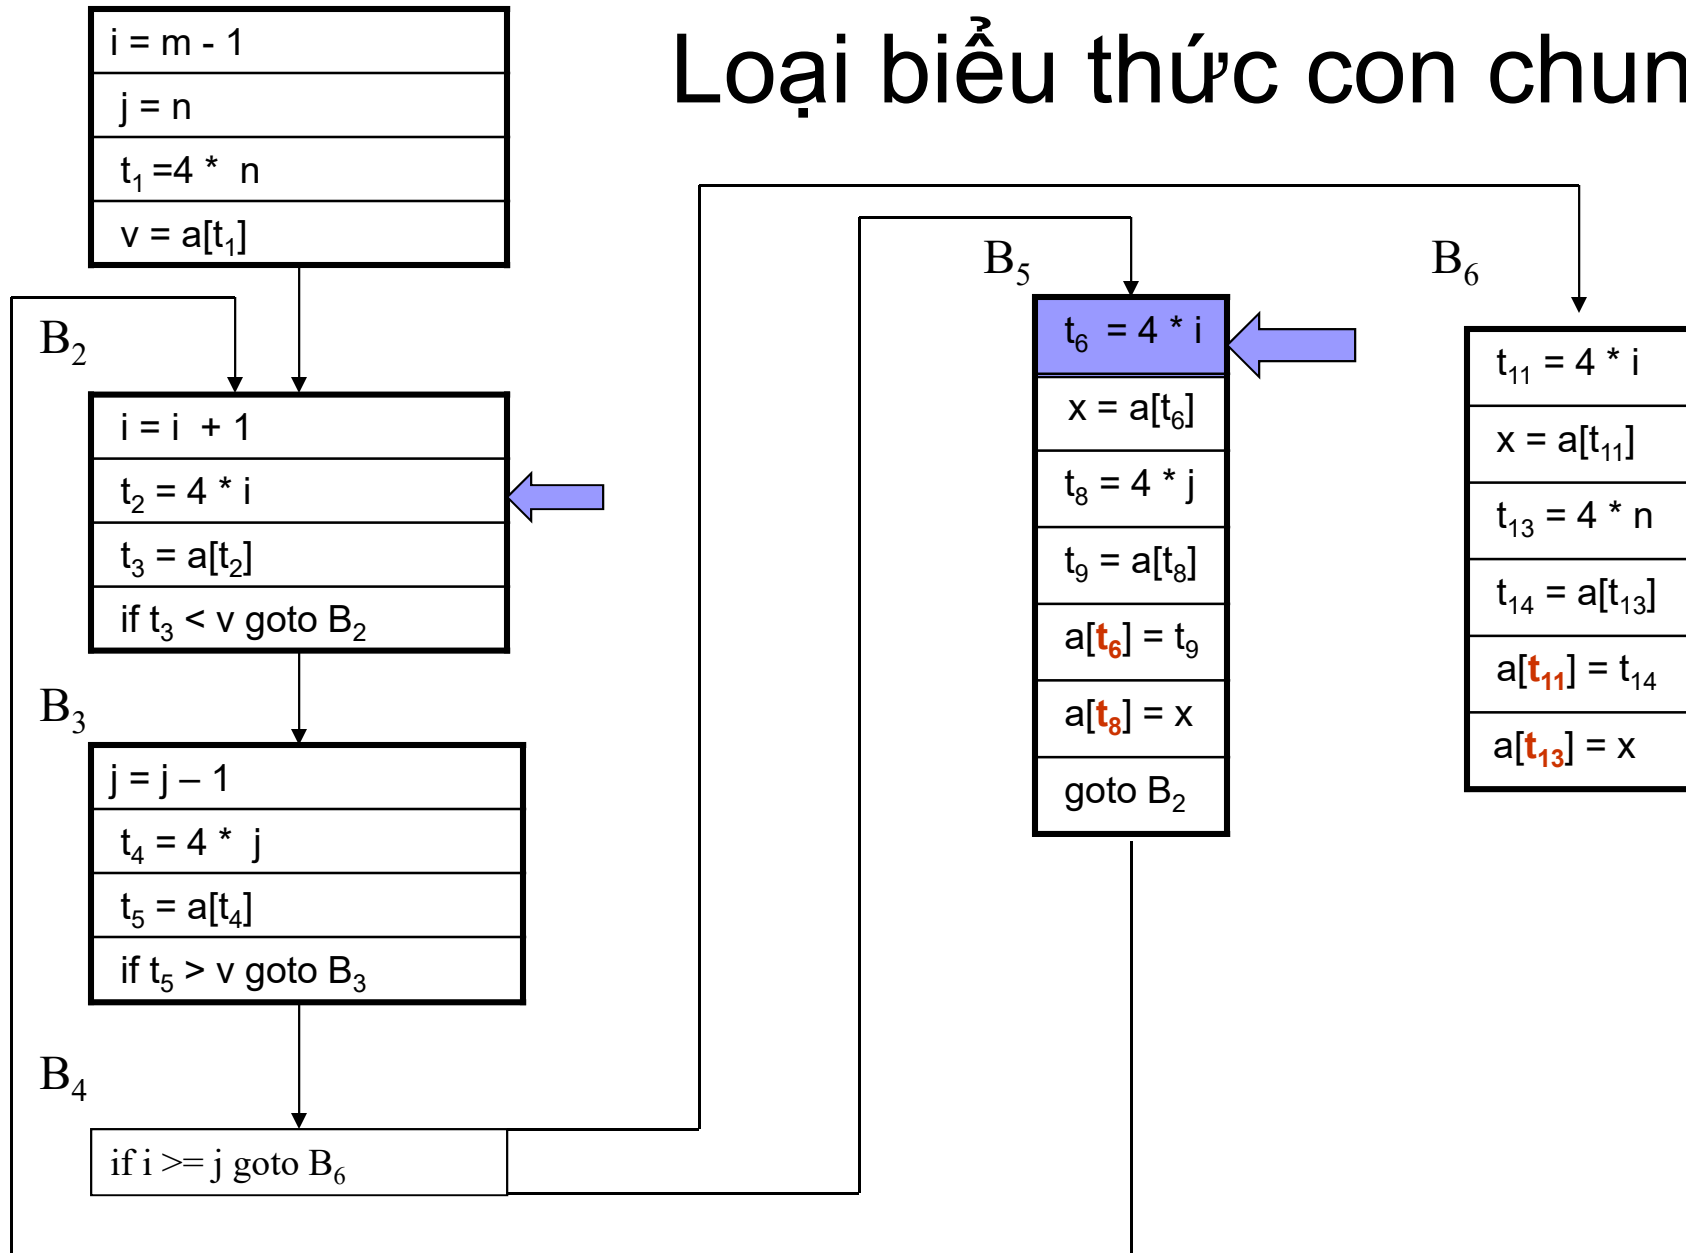 Loại biểu thức con chun
i = m - 1
j = n
t₁ =4 * n
v = a[t₁]
B₂
i = i + 1
t₂ = 4 * i
t₃ = a[t₂]
if t₃ < v goto B₂
B₃
j = j – 1
t₄ = 4 * j
t₅ = a[t₄]
if t₅ > v goto B₃
B₄
if i >= j goto B₆
B₅
t₆ = 4 * i
x = a[t₆]
t₈ = 4 * j
t₉ = a[t₈]
a[t₆] = t₉
a[t₈] = x
goto B₂
B₆
t₁₁ = 4 * i
x = a[t₁₁]
t₁₃ = 4 * n
t₁₄ = a[t₁₃]
a[t₁₁] = t₁₄
a[t₁₃] = x